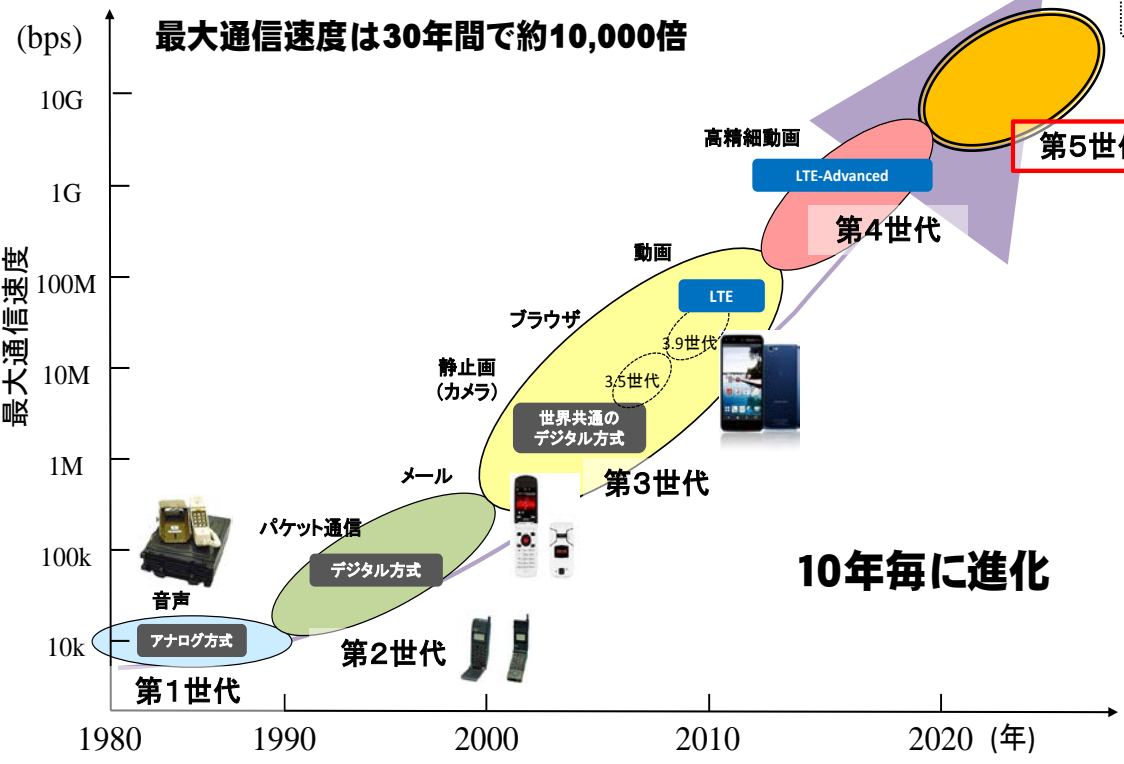 (bps)
最大通信速度は30年間で約10,000倍
10G
1G
100M
10M
1M
100k
10k
最大通信速度
高精細動画
LTE-Advanced
第4世代
動画
LTE
ブラウザ
3.9世代
静止画
(カメラ)
3.5世代
世界共通の
デジタル方式
第3世代
メール
パケット通信
デジタル方式
第2世代
音声
アナログ方式
第1世代
第5世
10年毎に進化
1980
1990
2000
2010
2020
(年)